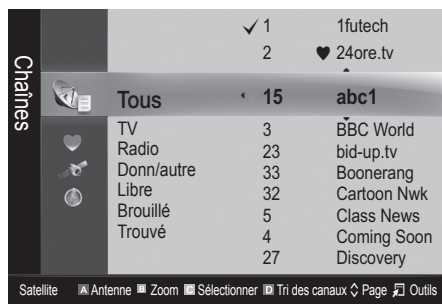 Chaînes
✓ 1 1futech
2 ♥ 24ore.tv
Tous 15 abc1
TV 3 BBC World
Radio 23 bid-up.tv
Donn/autre 33 Boonerang
Libre 32 Cartoon Nwk
Brouillé 5 Class News
Trouvé 4 Coming Soon
27 Discovery
Satellite A Antenne B Zoom C Sélectionner D Tri des canaux Page Outils